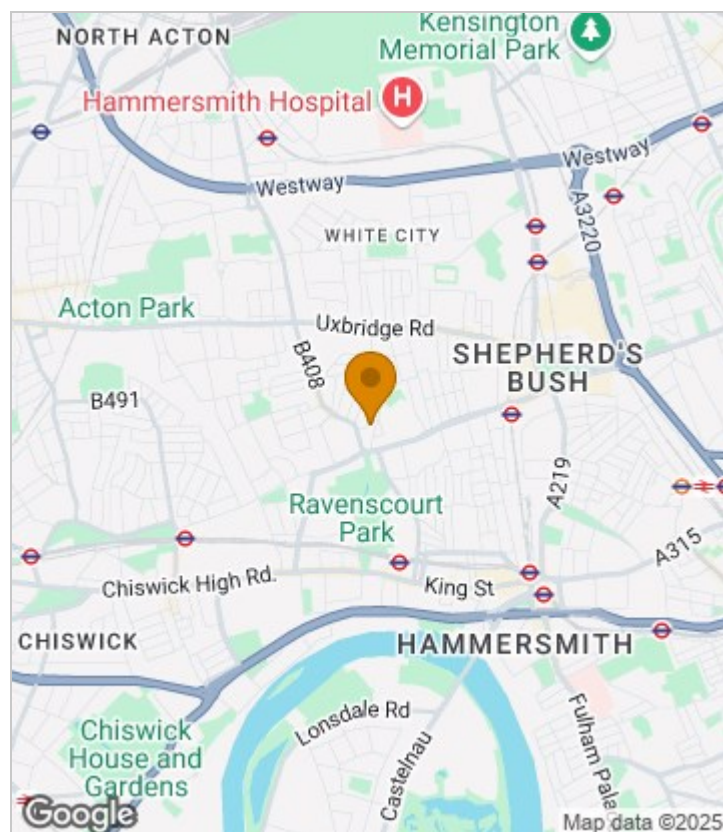 NORTH ACTON
Kensington
Memorial Park
Hammersmith Hospital
H
Westway
Westway
A3220
WHITE CITY
Acton Park
Uxbridge Rd
B408
SHEPHERD'S
BUSH
B491
A219
Ravenscourt
Park
A315
Chiswick High Rd.
King St
CHISWICK
HAMMERSMITH
Lonsdale Rd
Chiswick
House and
Gardens
Castelnau
Fulham Pala
Google
Map data ©2025